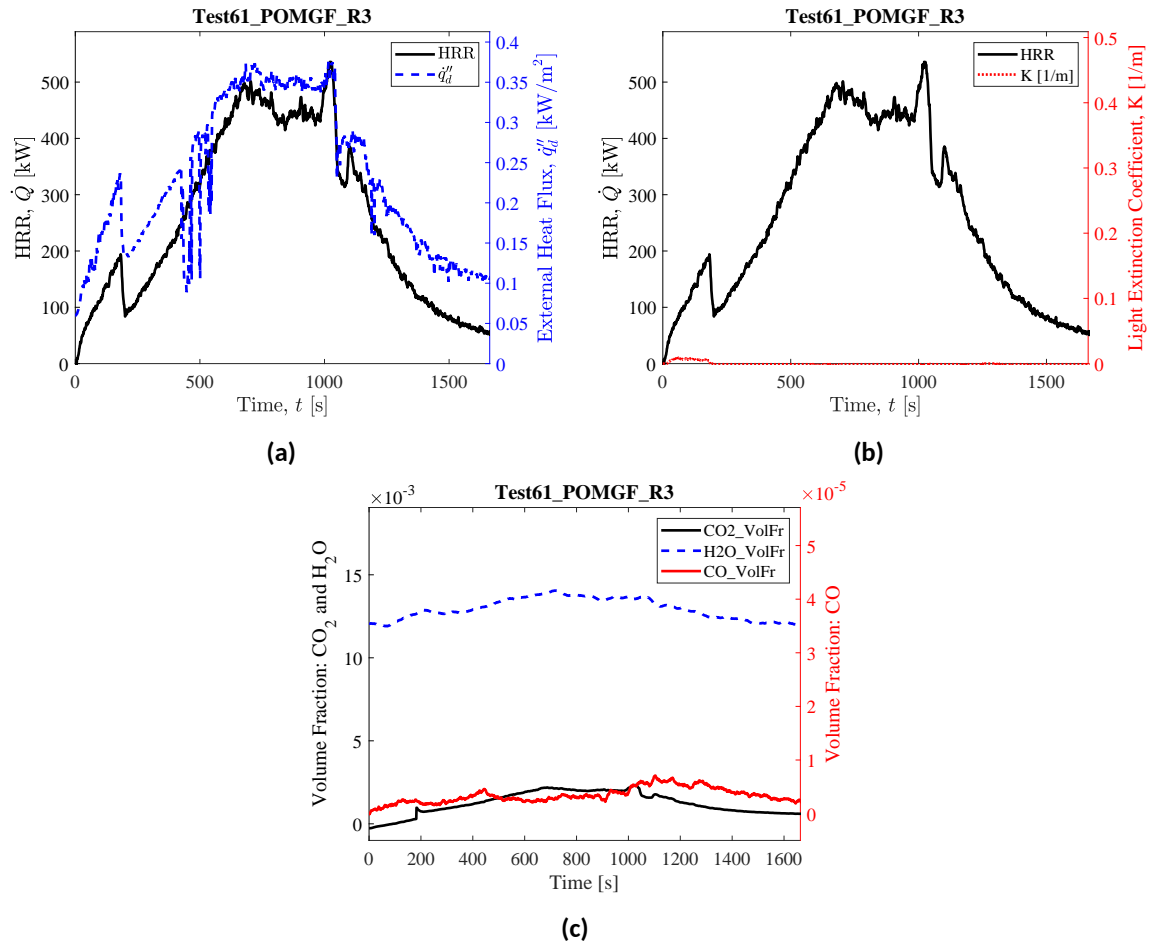 Test61_POMGF_R3
HRR
q̇″d
HRR, Q̇ [kW]
500
400
300
200
100
0
0.4
0.35
0.3
0.25
0.2
0.15
0.1
0.05
0
External Heat Flux, q̇″d [kW/m²]
0 500 1000 1500
Time, t [s]
(a)
Test61_POMGF_R3
HRR
K [1/m]
HRR, Q̇ [kW]
500
400
300
200
100
0
0.5
0.4
0.3
0.2
0.1
0
Light Extinction Coefficient, K [1/m]
0 500 1000 1500
Time, t [s]
(b)
Test61_POMGF_R3
×10⁻³
×10⁻⁵
CO2_VolFr
H2O_VolFr
CO_VolFr
Volume Fraction: CO₂ and H₂O
15
10
5
0
5
4
3
2
1
0
Volume Fraction: CO
0 200 400 600 800 1000 1200 1400 1600
Time [s]
(c)